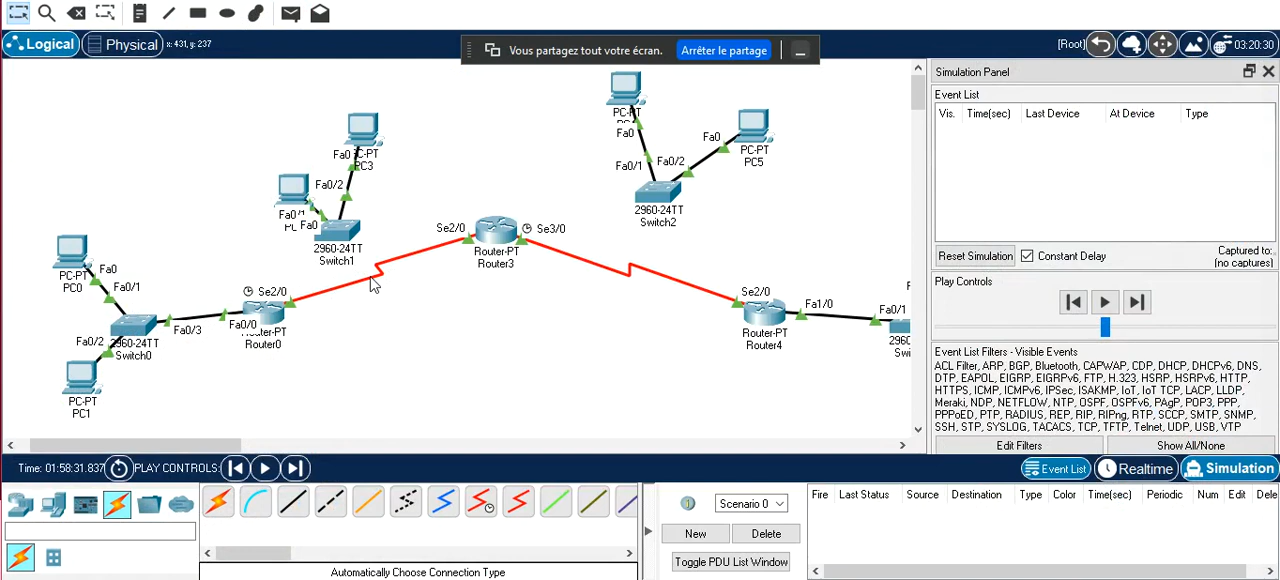 Logical
Physical
x: 431, y: 237
Vous partagez tout votre écran.
Arrêter le partage
[Root]
03:20:30
PC-PT
Fa0
Fa0/1
Fa0/2
Fa0
PC-PT
PC5
2960-24TT
Switch2
Fa0
PC-PT
PC3
Fa0/2
Fa0
2960-24TT
Switch1
Se2/0
Se3/0
Router-PT
Router3
PC-PT
PC0
Fa0
Fa0/1
Se2/0
Fa0/3
Fa0/0
Router-PT
Router0
Fa0/2
2960-24TT
Switch0
PC-PT
PC1
Se2/0
Fa1/0
Router-PT
Router4
Fa0/1
Simulation Panel
Event List
Vis. Time(sec) Last Device At Device Type
Reset Simulation
Constant Delay
Captured to:
(no captures)
Play Controls
Event List Filters - Visible Events
ACL Filter, ARP, BGP, Bluetooth, CAPWAP, CDP, DHCP, DHCPv6, DNS,
DTP, EAPOL, EIGRP, EIGRPv6, FTP, H.323, HSRP, HSRPv6, HTTP,
HTTPS, ICMP, ICMPv6, IPSec, ISAKMP, IoT, IoT TCP, LACP, LLDP,
Meraki, NDP, NETFLOW, NTP, OSPF, OSPFv6, PAgP, POP3, PPP,
PPPoED, PTP, RADIUS, REP, RIP, RIPng, RTP, SCCP, SMTP, SNMP,
SSH, STP, SYSLOG, TACACS, TCP, TFTP, Telnet, UDP, USB, VTP
Edit Filters
Show All/None
Time: 01:58:31.837
PLAY CONTROLS:
Event List
Realtime
Simulation
Scenario 0
New
Delete
Toggle PDU List Window
Fire Last Status Source Destination Type Color Time(sec) Periodic Num Edit Dele
Automatically Choose Connection Type